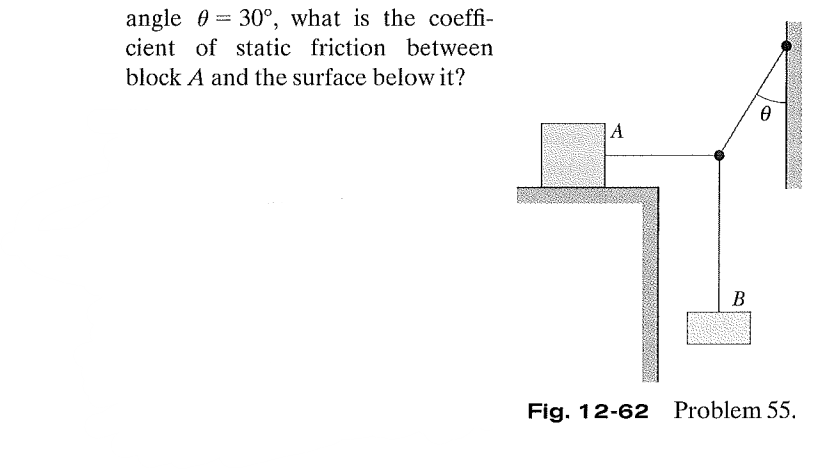 angle θ = 30°, what is the coeffi-
cient of static friction between
block A and the surface below it?
A
θ
B
Fig. 12-62 Problem 55.